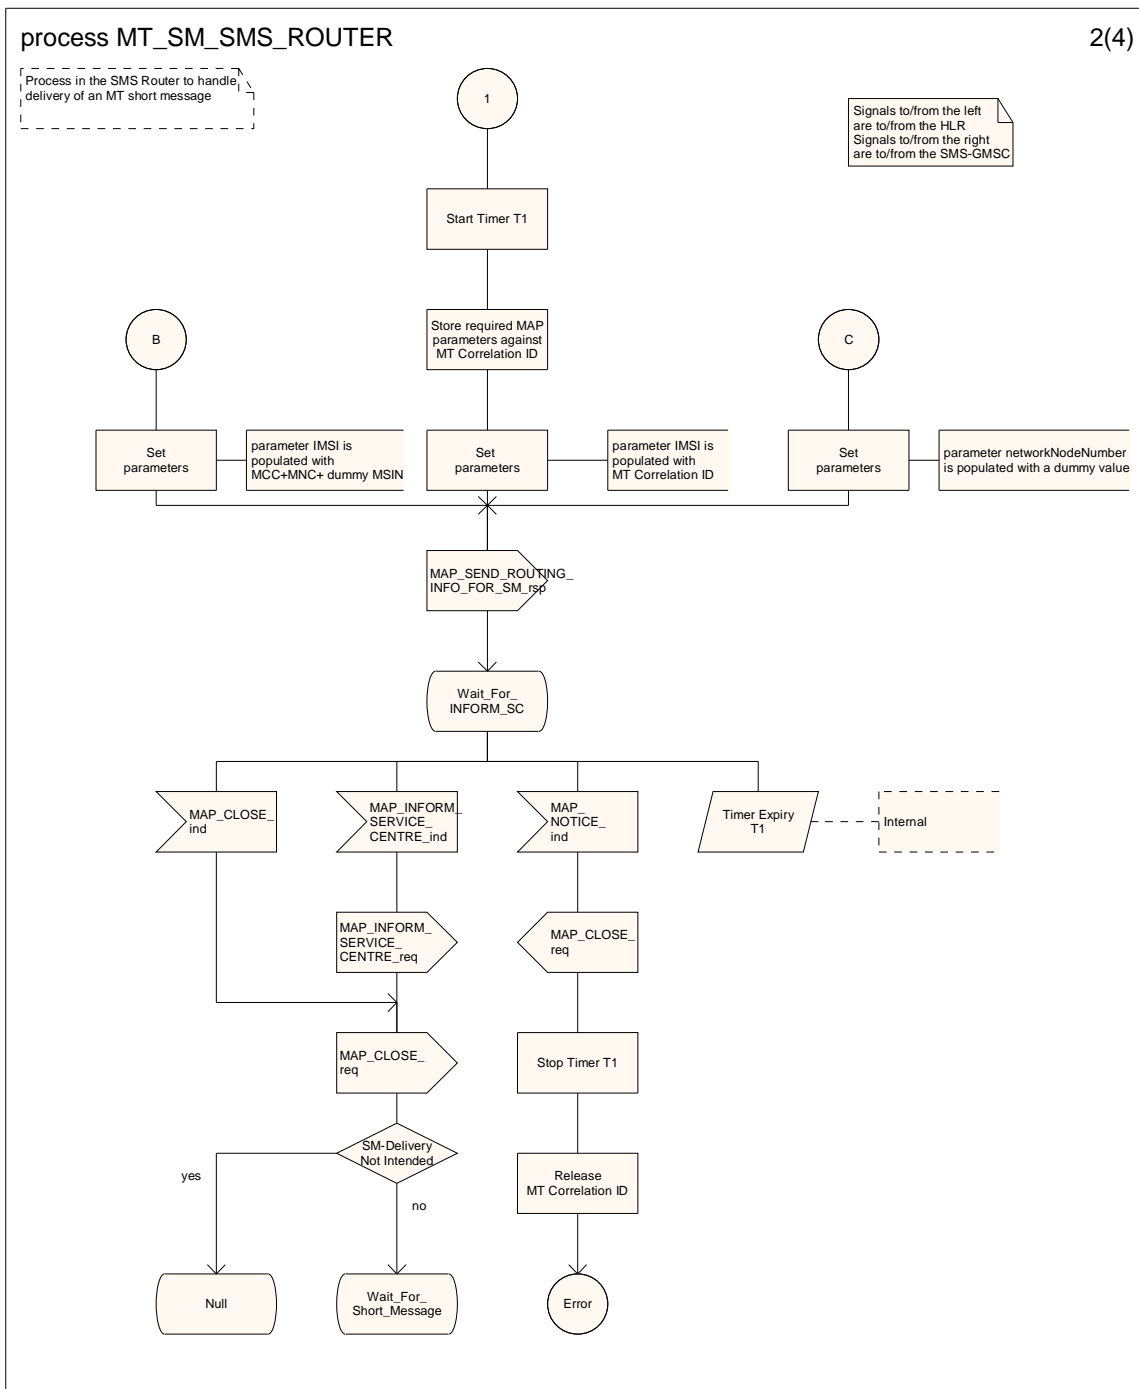 process MT_SM_SMS_ROUTER
2(4)
Process in the SMS Router to handle
delivery of an MT short message
1
Signals to/from the left
are to/from the HLR
Signals to/from the right
are to/from the SMS-GMSC
Start Timer T1
B
Store required MAP
parameters against
MT Correlation ID
C
Set
parameters
parameter IMSI is
populated with
MCC+MNC+ dummy MSIN
Set
parameters
parameter IMSI is
populated with
MT Correlation ID
Set
parameters
parameter networkNodeNumber
is populated with a dummy value
MAP_SEND_ROUTING_
INFO_FOR_SM_rsp
Wait_For_
INFORM_SC
MAP_CLOSE_
ind
MAP_INFORM_
SERVICE_
CENTRE_ind
MAP_
NOTICE_
ind
Timer Expiry
T1
Internal
MAP_INFORM_
SERVICE_
CENTRE_req
MAP_CLOSE_
req
MAP_CLOSE_
req
Stop Timer T1
SM-Delivery
Not Intended
yes
no
Release
MT Correlation ID
Null
Wait_For_
Short_Message
Error